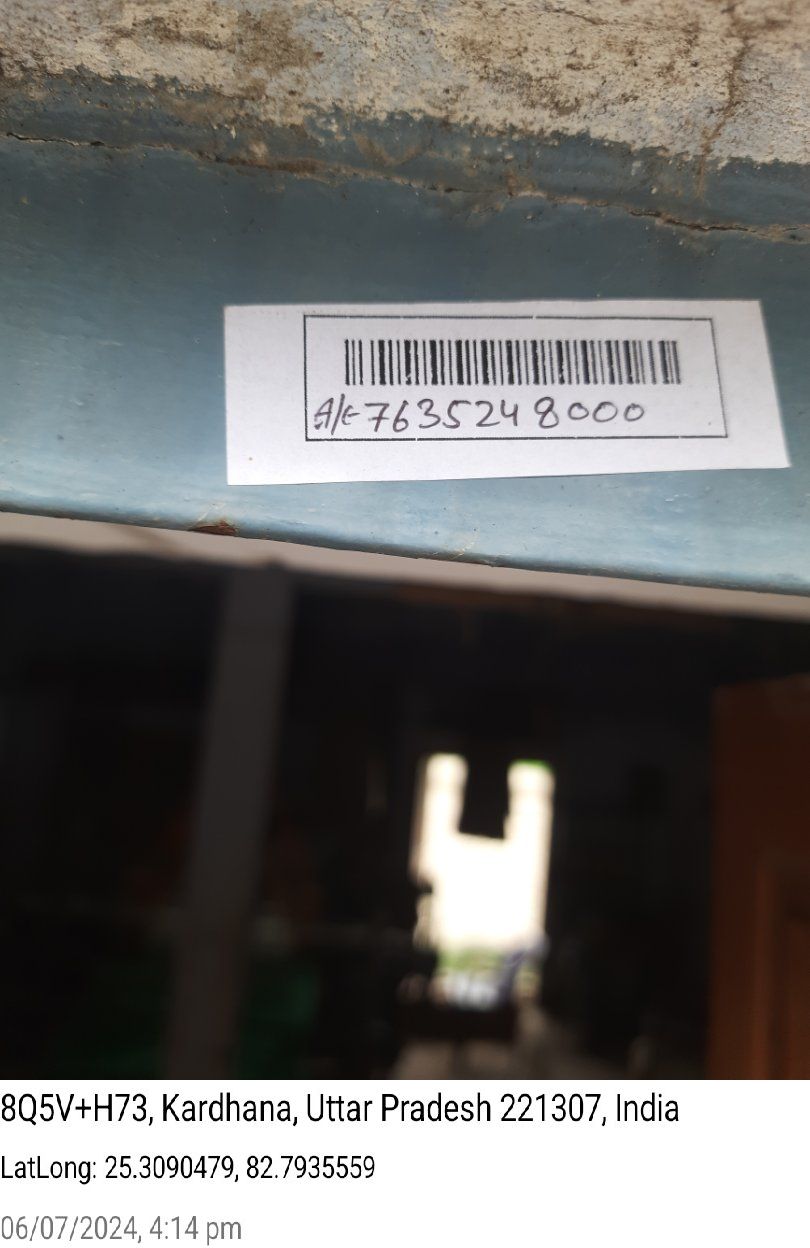 A/c 7635248000
8Q5V+H73, Kardhana, Uttar Pradesh 221307, India
LatLong: 25.3090479, 82.7935559
06/07/2024, 4:14 pm